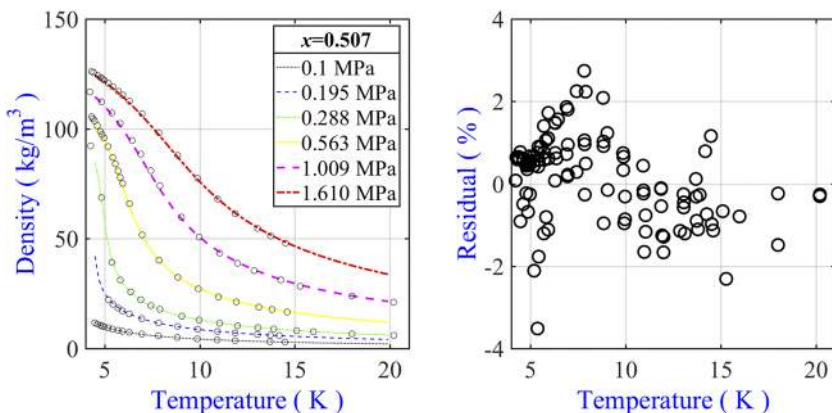 150
100
50
0
5
10
15
20
Density ( kg/m³ )
Temperature ( K )
x=0.507
0.1 MPa
0.195 MPa
0.288 MPa
0.563 MPa
1.009 MPa
1.610 MPa
4
2
0
-2
-4
5
10
15
20
Residual ( % )
Temperature ( K )